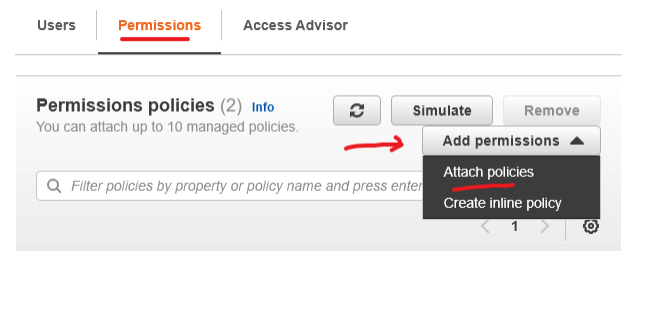 Users Permissions Access Advisor
Permissions policies (2) Info
You can attach up to 10 managed policies.
Simulate Remove
Add permissions
Filter policies by property or policy name and press enter
Attach policies
Create inline policy
1